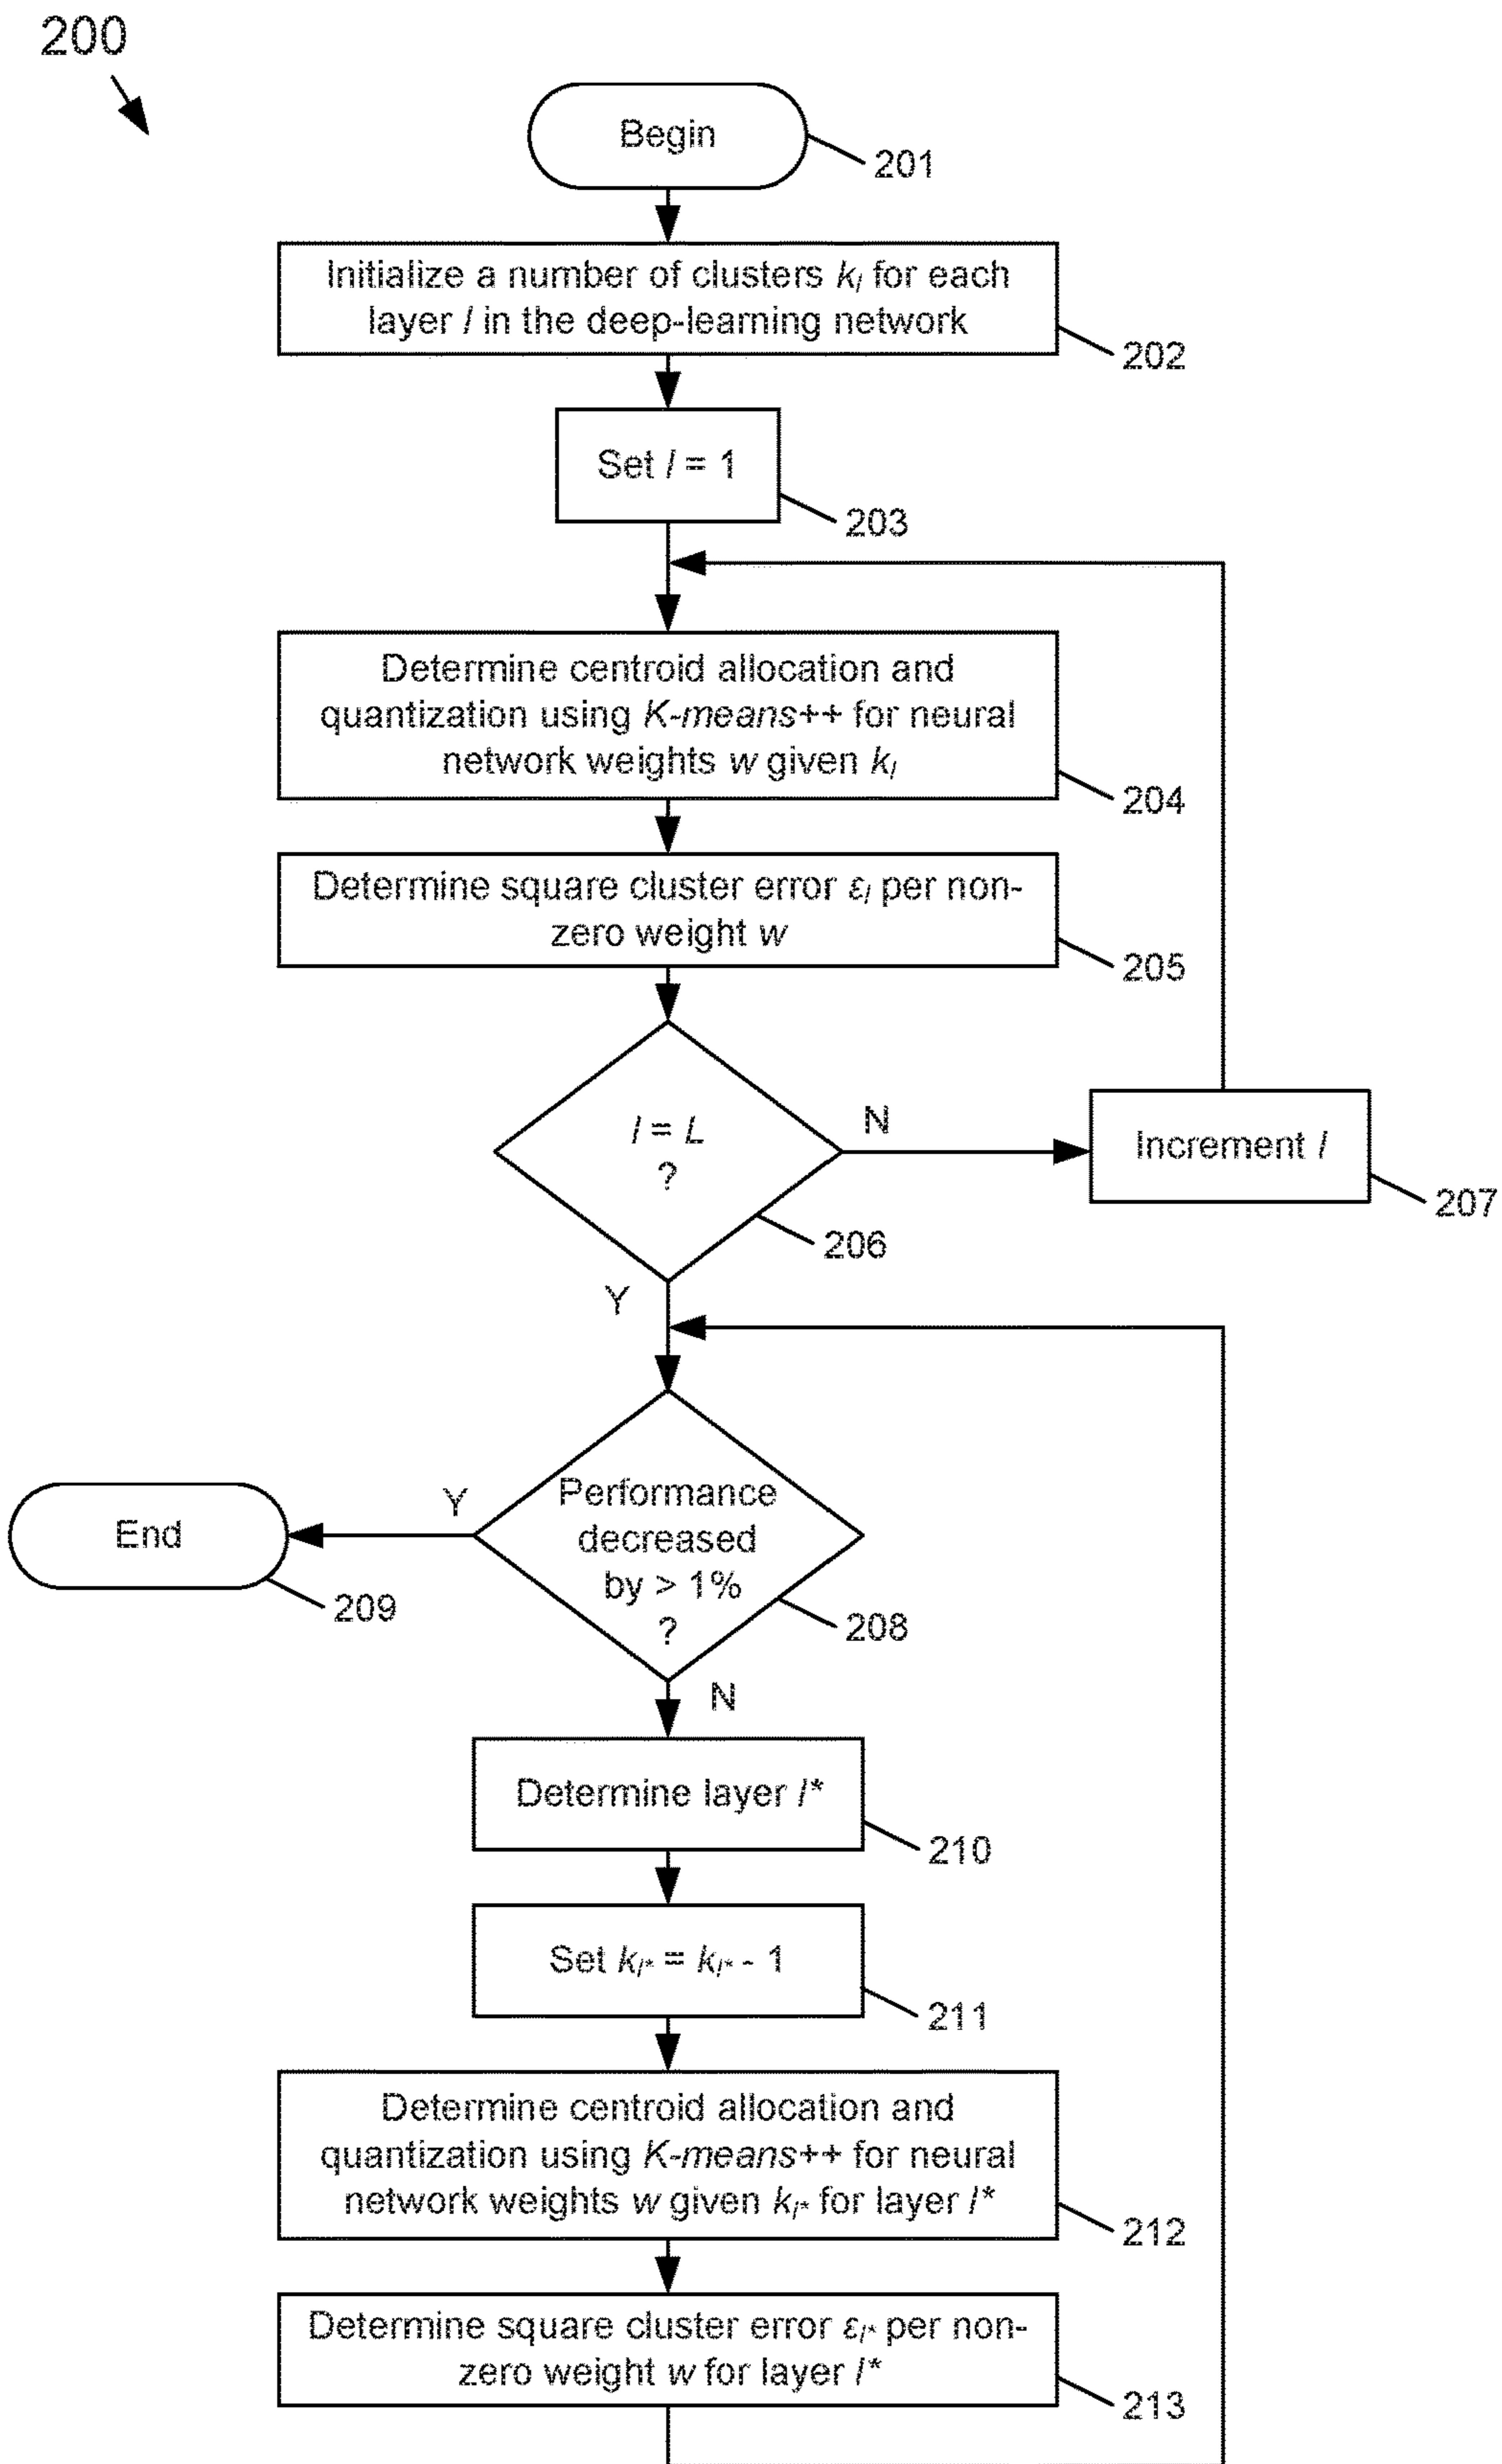 200
Begin
201
Initialize a number of clusters kl for each
layer l in the deep-learning network
202
Set l = 1
203
Determine centroid allocation and
quantization using K-means++ for neural
network weights w given kl
204
Determine square cluster error εl per non-
zero weight w
205
l = L
?
206
N
Increment l
207
Y
Performance
decreased
by > 1%
?
208
Y
End
209
N
Determine layer l*
210
Set kl* = kl* - 1
211
Determine centroid allocation and
quantization using K-means++ for neural
network weights w given kl* for layer l*
212
Determine square cluster error εl* per non-
zero weight w for layer l*
213